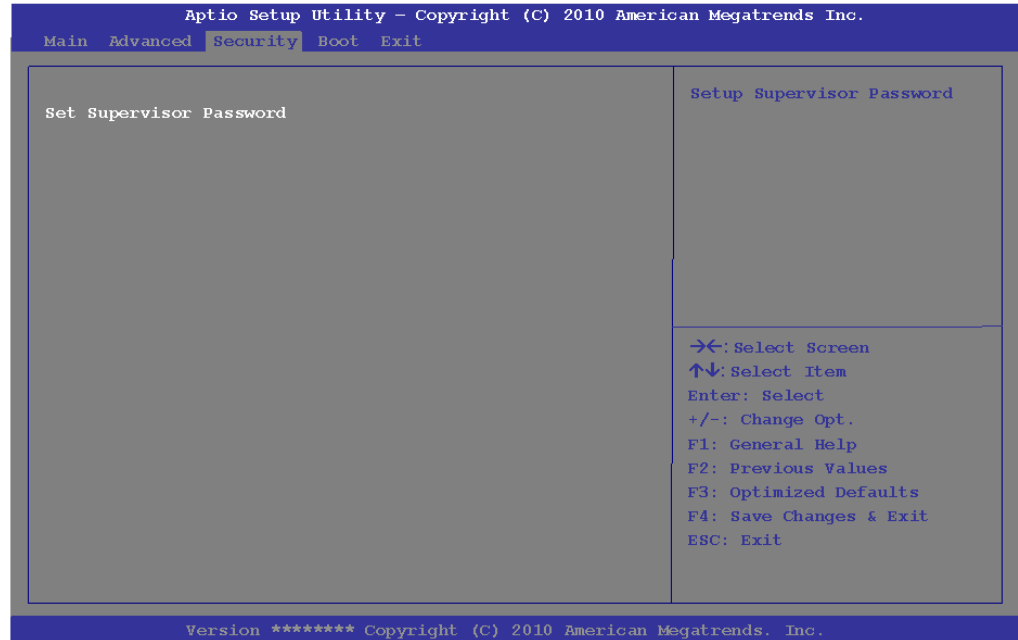 Aptio Setup Utility – Copyright (C) 2010 American Megatrends Inc.
Main Advanced Security Boot Exit
Set Supervisor Password
Setup Supervisor Password
→←:Select Screen
↑↓:Select Item
Enter: Select
+/-: Change Opt.
F1: General Help
F2: Previous Values
F3: Optimized Defaults
F4: Save Changes & Exit
ESC: Exit
Version ******** Copyright (C) 2010 American Megatrends. Inc.